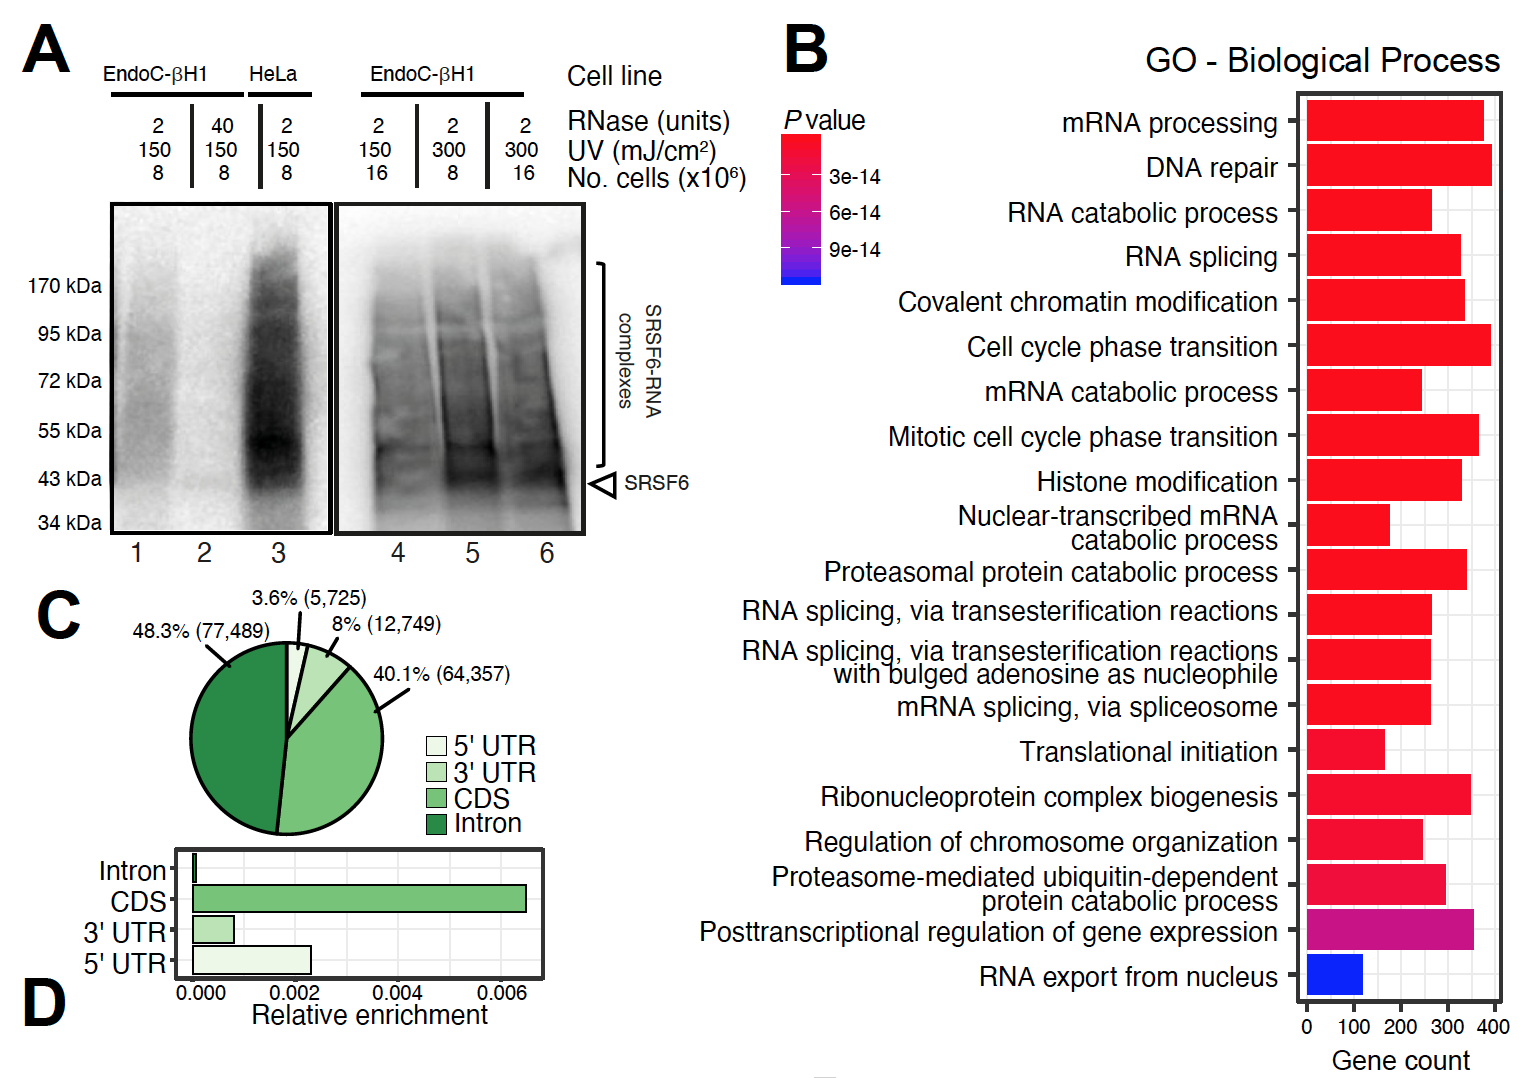 A
EndoC-βH1 HeLa EndoC-βH1 Cell line
2 40 2 2 2 2 RNase (units)
150 150 150 150 300 300 UV (mJ/cm²)
8 8 8 16 8 16 No. cells (x10⁶)
170 kDa
95 kDa
72 kDa
55 kDa
43 kDa
34 kDa
SRSF6-RNA
complexes
SRSF6
1 2 3 4 5 6
B
GO - Biological Process
P value
3e-14
6e-14
9e-14
mRNA processing
DNA repair
RNA catabolic process
RNA splicing
Covalent chromatin modification
Cell cycle phase transition
mRNA catabolic process
Mitotic cell cycle phase transition
Histone modification
Nuclear-transcribed mRNA
catabolic process
Proteasomal protein catabolic process
RNA splicing, via transesterification reactions
RNA splicing, via transesterification reactions
with bulged adenosine as nucleophile
mRNA splicing, via spliceosome
Translational initiation
Ribonucleoprotein complex biogenesis
Regulation of chromosome organization
Proteasome-mediated ubiquitin-dependent
protein catabolic process
Posttranscriptional regulation of gene expression
RNA export from nucleus
0 100 200 300 400
Gene count
C
3.6% (5,725)
8% (12,749)
48.3% (77,489)
40.1% (64,357)
5' UTR
3' UTR
CDS
Intron
D
Intron
CDS
3' UTR
5' UTR
0.000 0.002 0.004 0.006
Relative enrichment